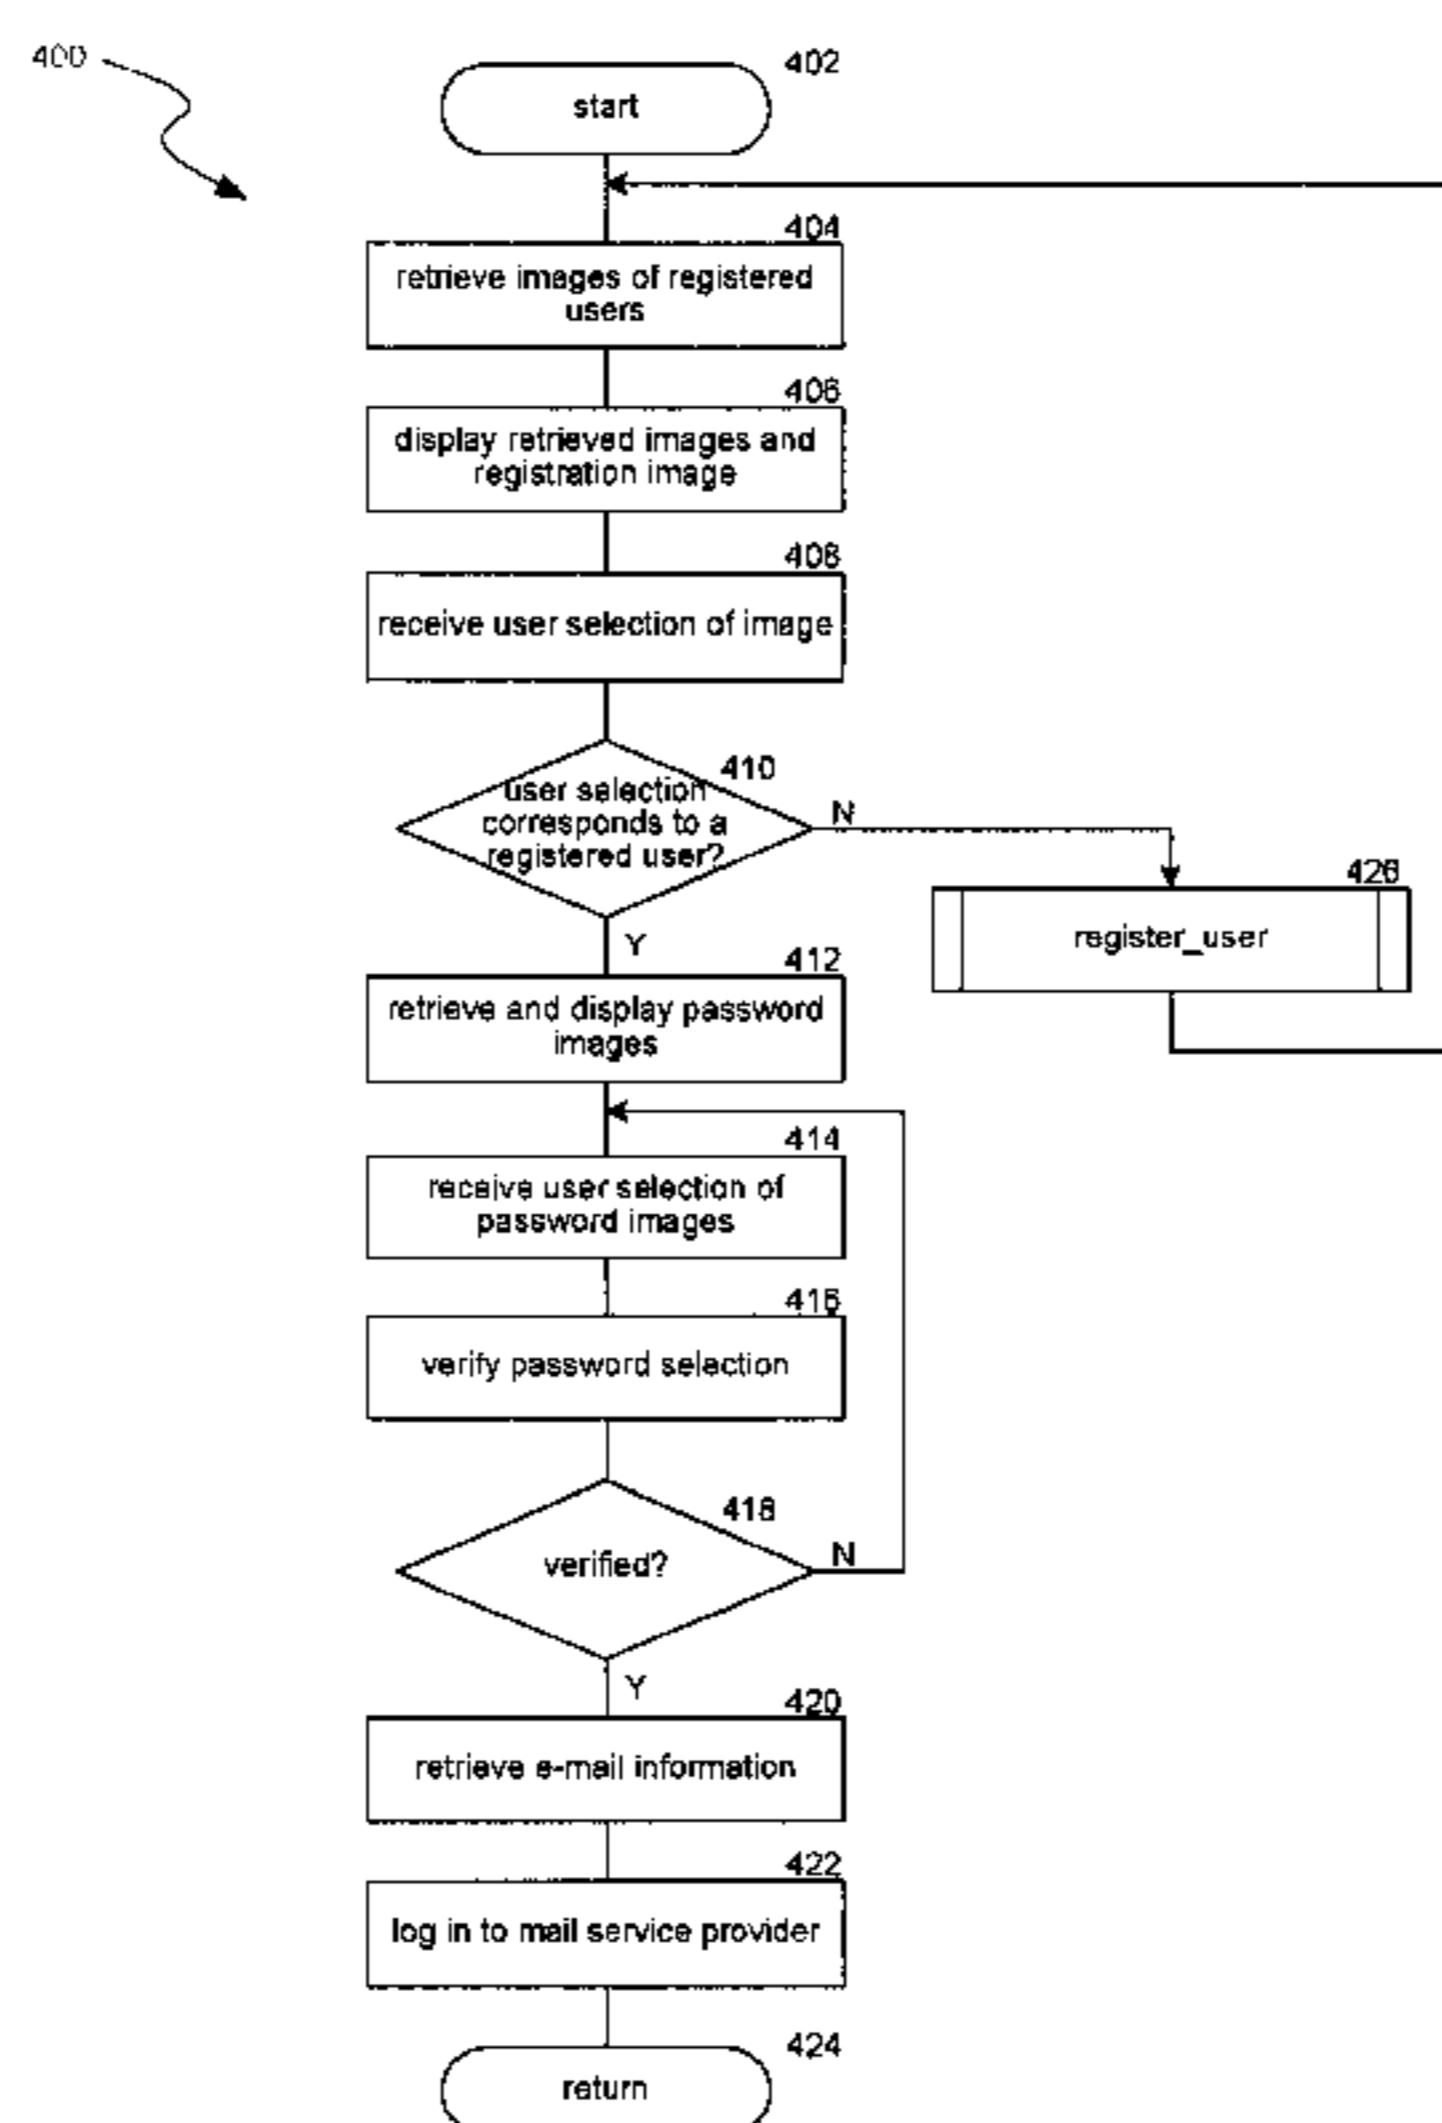 400
402
start
404
retrieve images of registered
users
406
display retrieved images and
registration image
408
receive user selection of image
410
user selection
corresponds to a
registered user?
N
426
register_user
Y
412
retrieve and display password
images
414
receive user selection of
password images
416
verify password selection
418
verified?
N
Y
420
retrieve e-mail information
422
log in to mail service provider
424
return